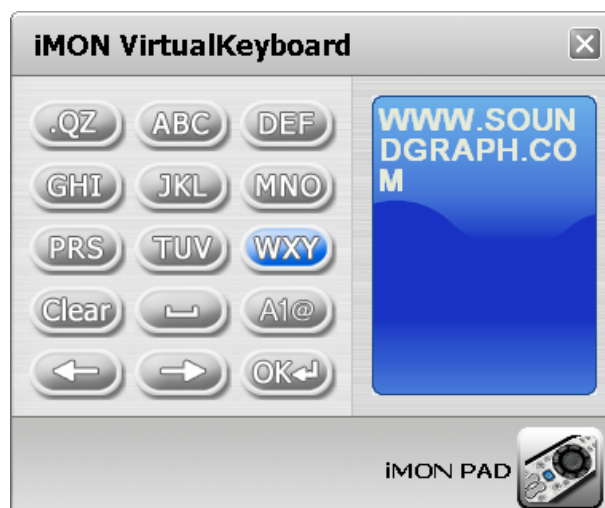 iMON VirtualKeyboard
.QZ ABC DEF
GHI JKL MNO
PRS TUV WXY
Clear A1@
OK
WWW.SOUN
DGRAPH.CO
M
iMON PAD